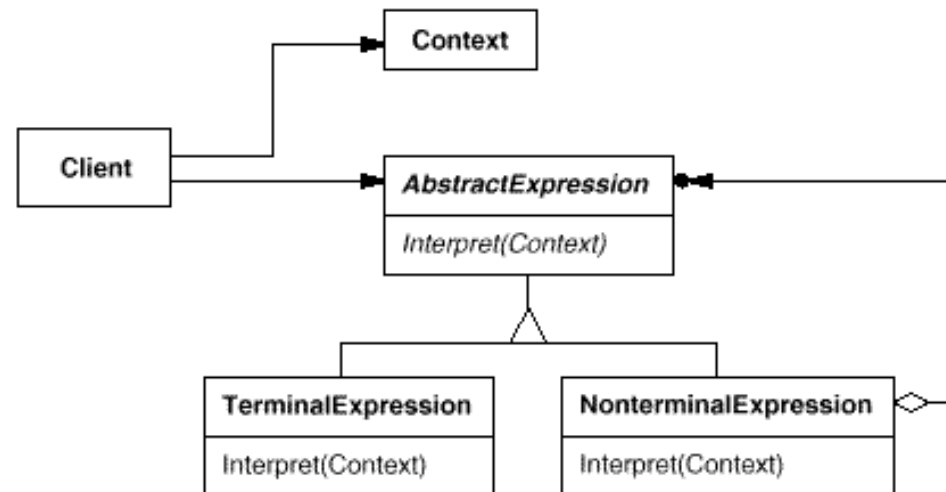 Context
Client
AbstractExpression
Interpret(Context)
TerminalExpression
Interpret(Context)
NonterminalExpression
Interpret(Context)